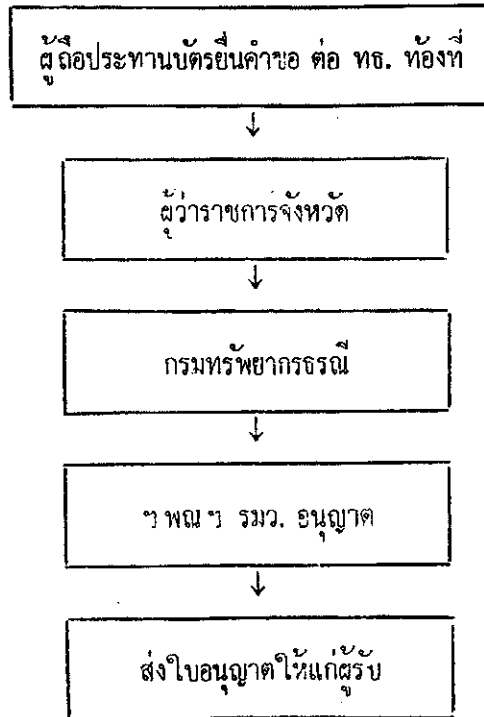 ผู้ถือประทานบัตรยื่นคำขอ ต่อ ทธ. ท้องที่
ผู้ว่าราชการจังหวัด
กรมทรัพยากรธรณี
ฯพณฯ รมว. อนุญาต
ส่งใบอนุญาตให้แก่ผู้รับ